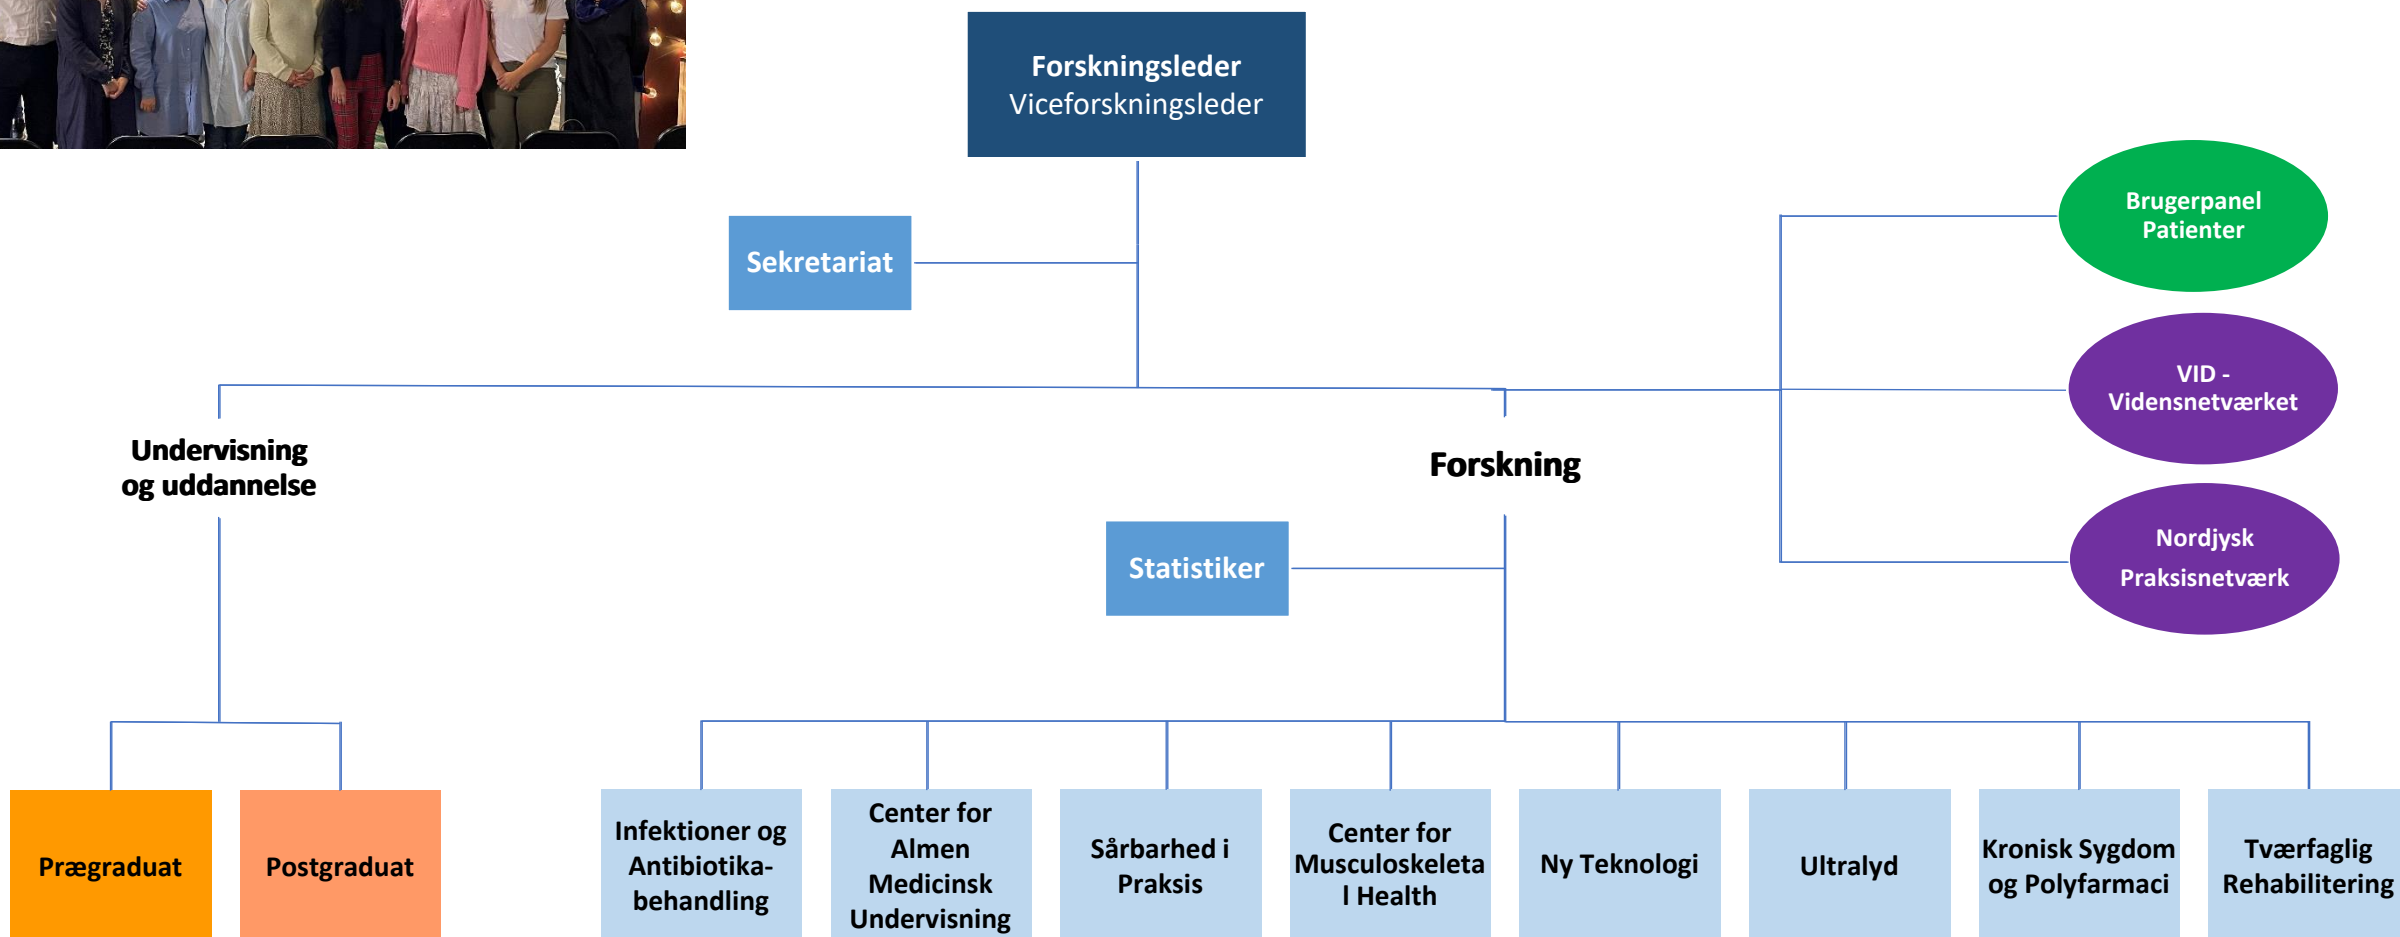 Forskningsleder
Viceforskningsleder
Brugerpanel
Patienter
Sekretariat
VID -
Vidensnetværket
Undervisning
og uddannelse
Forskning
Nordjysk
Praksisnetværk
Statistiker
Prægraduat
Postgraduat
Infektioner og
Antibiotika-
behandling
Center for
Almen
Medicinsk
Undervisning
Sårbarhed i
Praksis
Center for
Musculoskeleta
l Health
Ny Teknologi
Ultralyd
Kronisk Sygdom
og Polyfarmaci
Tværfaglig
Rehabilitering